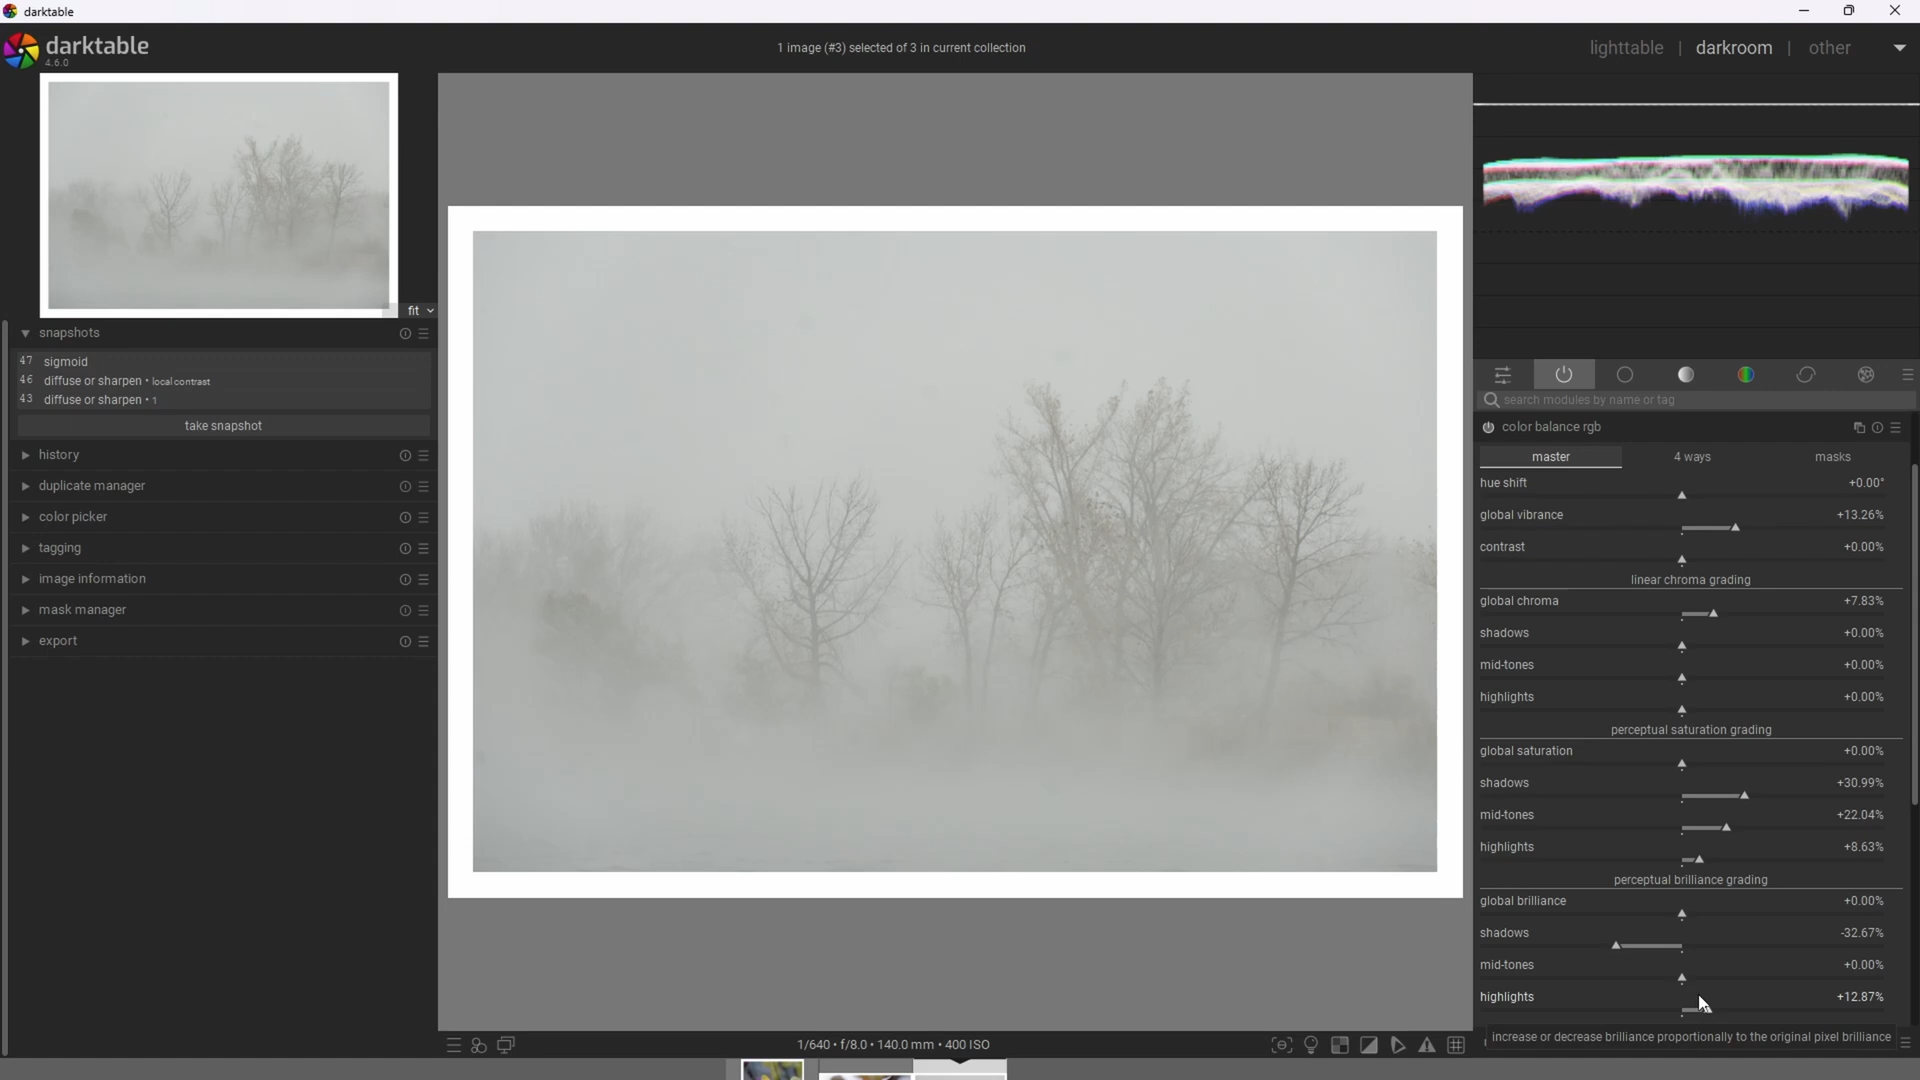 darktable
darktable
4.6.0
1 image (#3) selected of 3 in current collection
lighttable | darkroom | other
fit
snapshots
47 sigmoid
46 diffuse or sharpen • local contrast
43 diffuse or sharpen • 1
take snapshot
history
duplicate manager
color picker
tagging
image information
mask manager
export
1/640 • f/8.0 • 140.0 mm • 400 ISO
search modules by name or tag
color balance rgb
master 4 ways masks
hue shift +0.00°
global vibrance +13.26%
contrast +0.00%
linear chroma grading
global chroma +7.83%
shadows +0.00%
mid-tones +0.00%
highlights +0.00%
perceptual saturation grading
global saturation +0.00%
shadows +30.99%
mid-tones +22.04%
highlights +8.63%
perceptual brilliance grading
global brilliance +0.00%
shadows -32.67%
mid-tones +0.00%
highlights +12.87%
increase or decrease brilliance proportionally to the original pixel brilliance